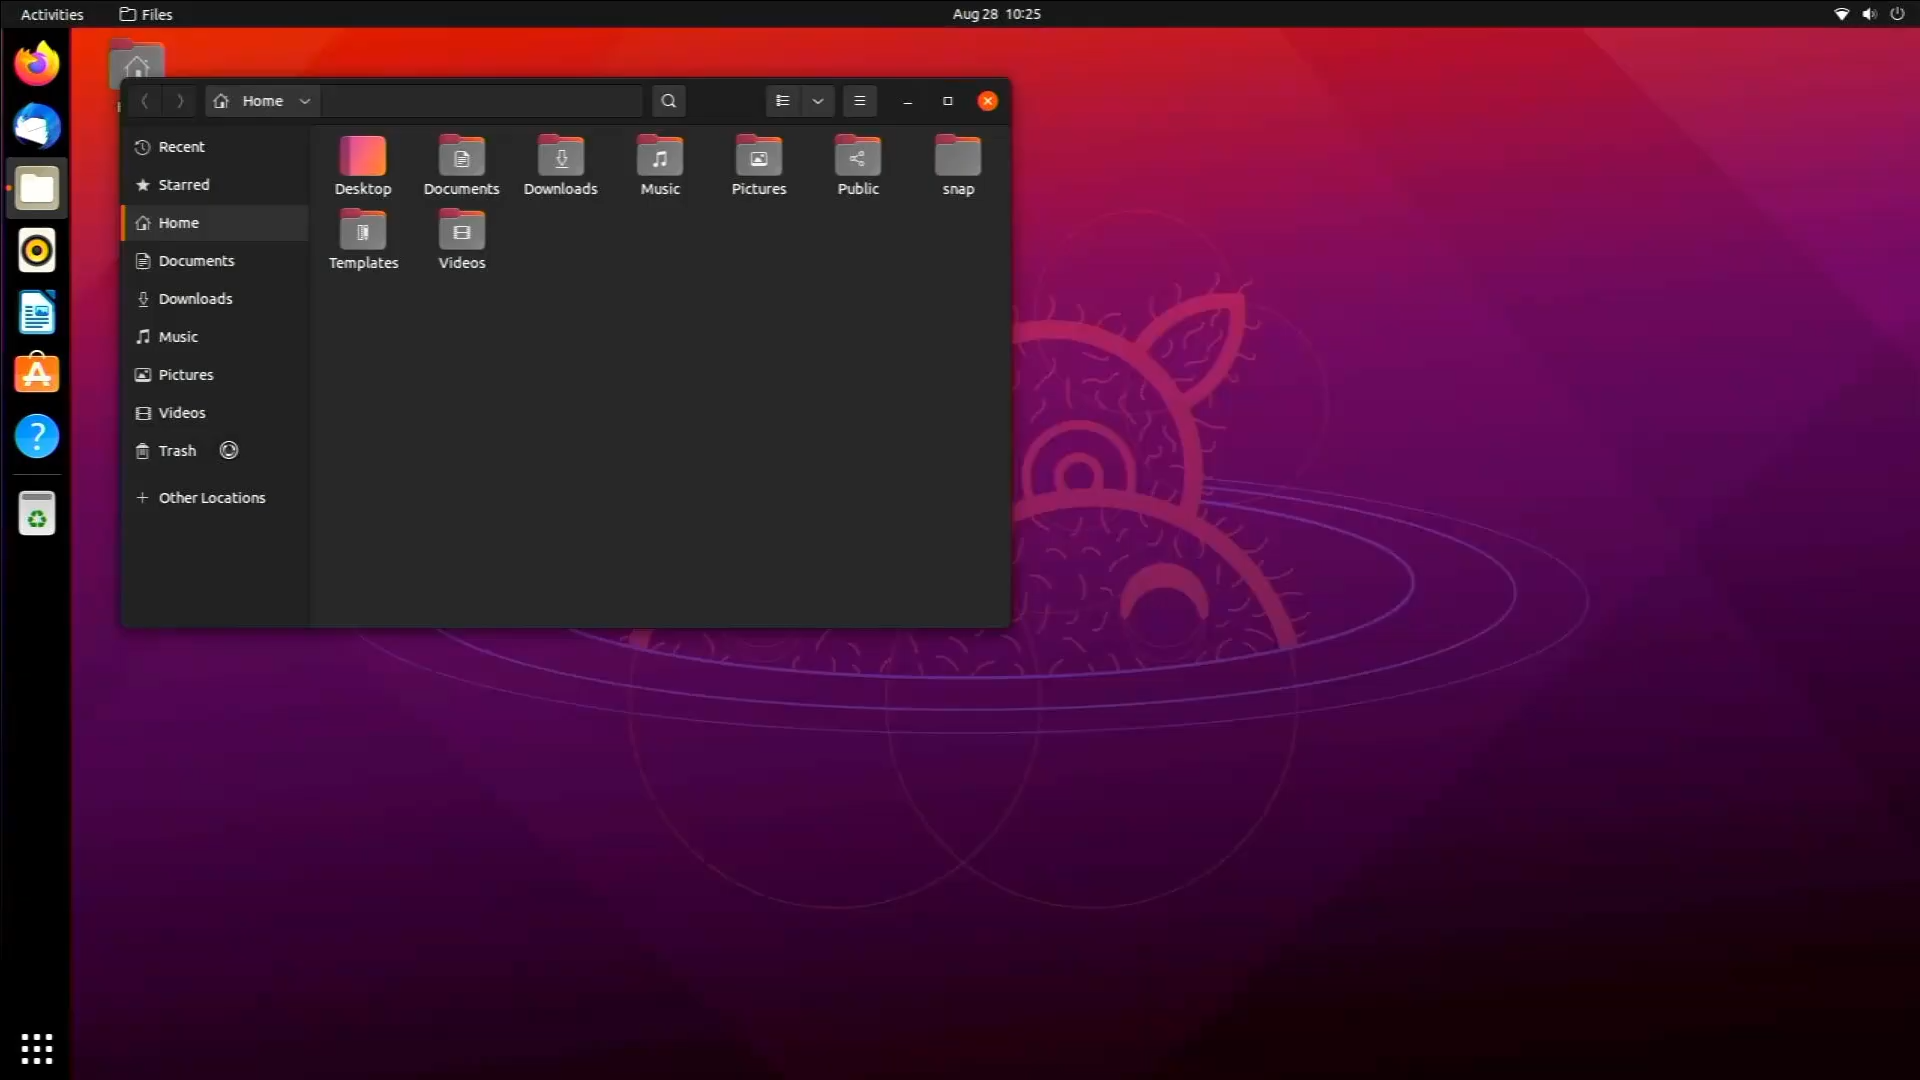 Activities Files Aug 28 10:25
Home
Recent
Starred
Home
Documents
Downloads
Music
Pictures
Videos
Trash
Other Locations
Desktop Documents Downloads Music Pictures Public snap
Templates Videos